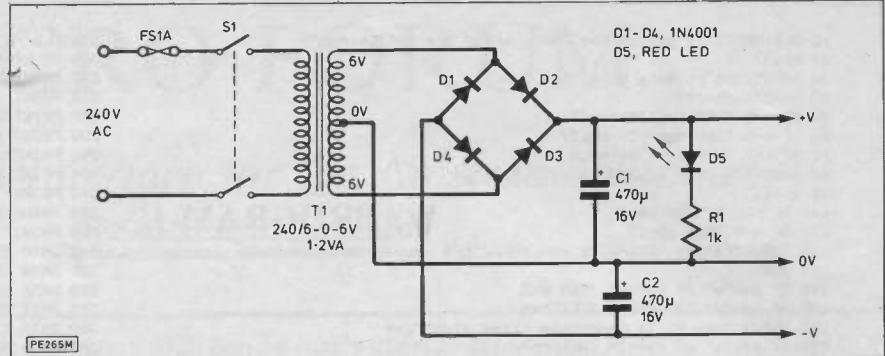 FS1A
S1
240V
AC
6V
0V
6V
T1
240/6-0-6V
1·2VA
D1
D2
D4
D3
D1-D4, 1N4001
D5, RED LED
+V
D5
C1
470µ
16V
R1
1k
0V
C2
470µ
16V
-V
PE265M